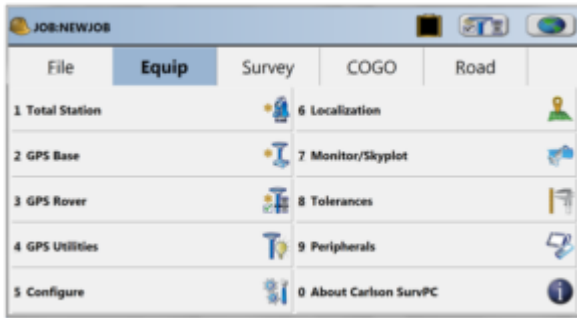 JOB:NEWJOB
File Equip Survey COGO Road
1 Total Station
2 GPS Base
3 GPS Rover
4 GPS Utilities
5 Configure
6 Localization
7 Monitor/Skyplot
8 Tolerances
9 Peripherals
0 About Carlson SurvPC